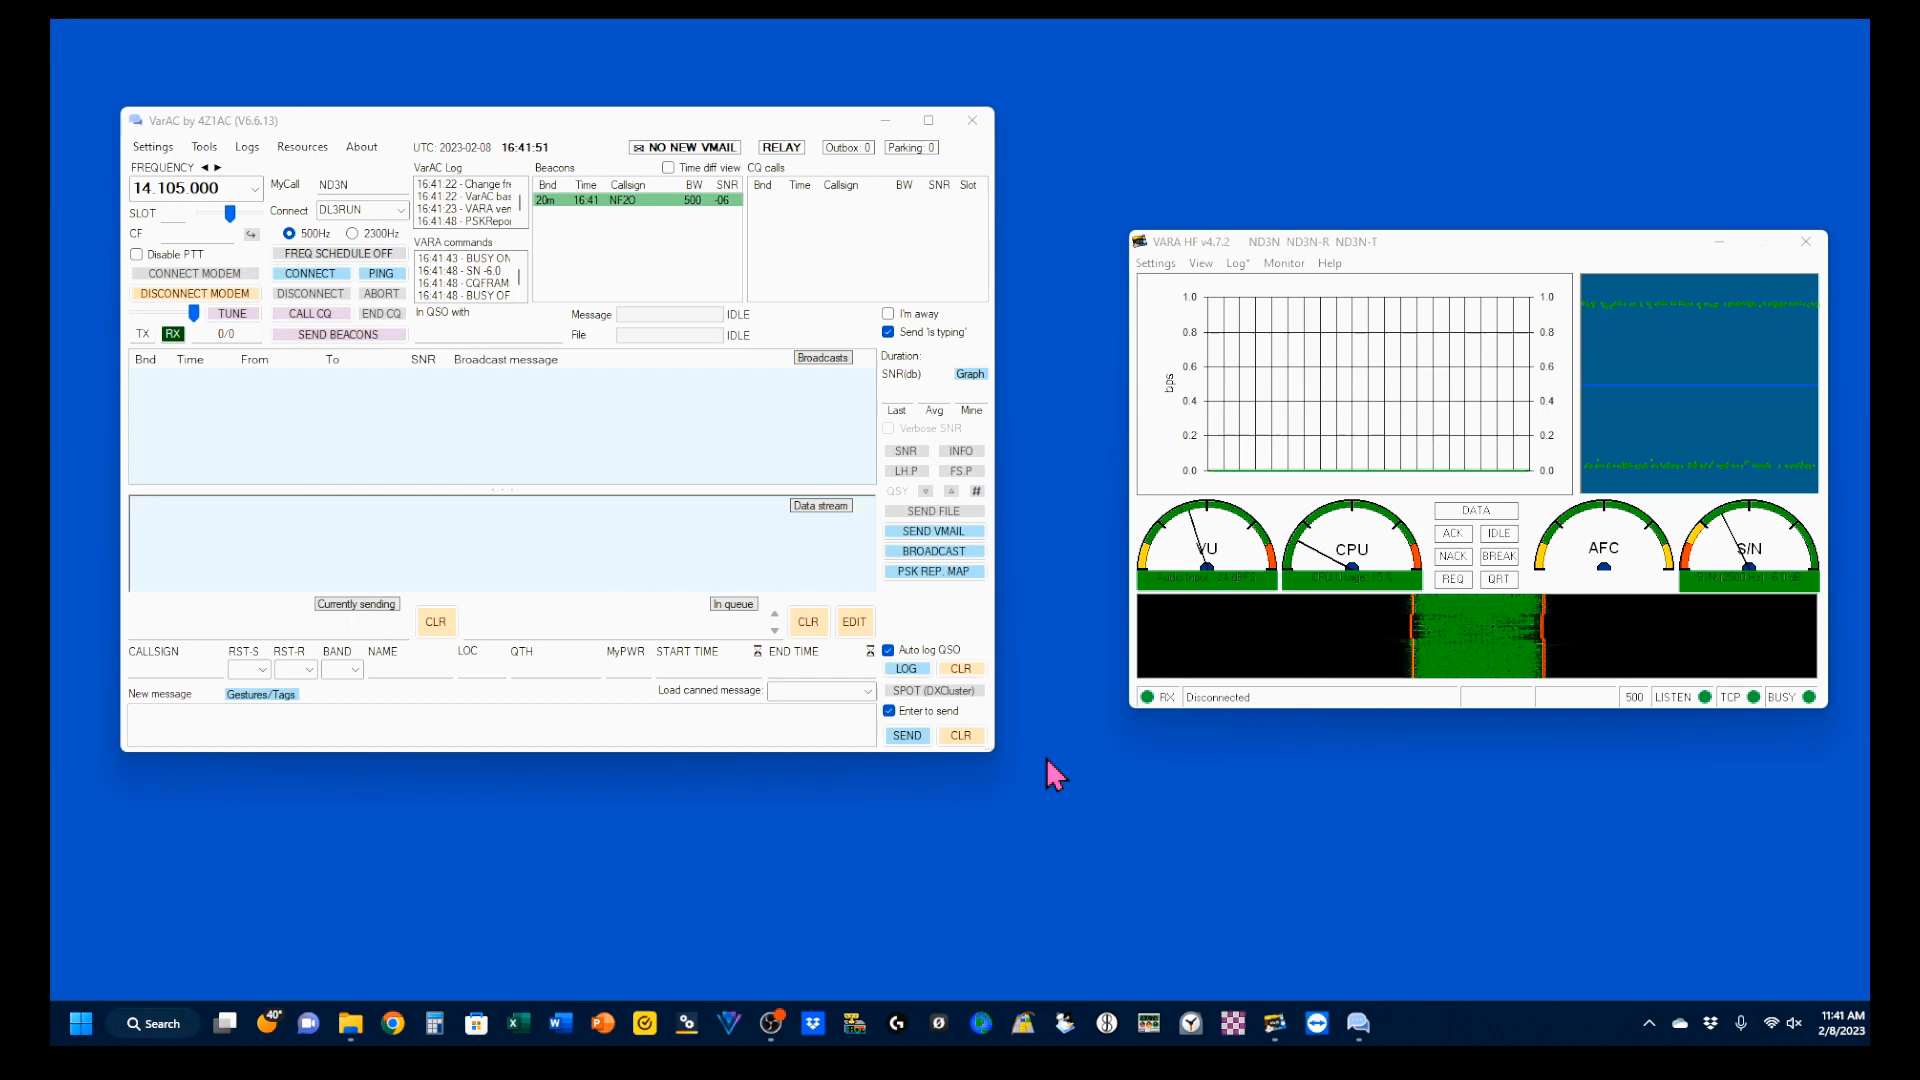 VarAC by 4Z1AC (V6.6.13)
Settings Tools Logs Resources About UTC: 2023-02-08 16:41:51 NO NEW VMAIL RELAY Outbox: 0 Parking: 0
FREQUENCY VarAC Log Beacons Time diff view CQ calls
14.105.000 MyCall ND3N
16:41:22 - Change fre
16:41:22 - VarAC bas
16:41:23 - VARA ven
16:41:48 - PSKRepo
Bnd Time Callsign BW SNR
20m 16:41 NF2O 500 -06
Bnd Time Callsign BW SNR Slot
SLOT Connect DL3RUN
CF 500Hz 2300Hz
Disable PTT FREQ SCHEDULE OFF
VARA commands
16:41:43 - BUSY ON
16:41:48 - SN -6.0
16:41:48 - CQFRAM
16:41:48 - BUSY OF
CONNECT MODEM CONNECT PING
DISCONNECT MODEM DISCONNECT ABORT
TUNE CALL CQ END CQ In QSO with Message IDLE I'm away
TX RX 0/0 SEND BEACONS File IDLE Send 'is typing'
Bnd Time From To SNR Broadcast message Broadcasts
Duration:
SNR(db) Graph
Last Avg Mine
Verbose SNR
SNR INFO
LH.P FS.P
QSY #
Data stream
SEND FILE
SEND VMAIL
BROADCAST
PSK REP. MAP
Currently sending CLR In queue CLR EDIT
CALLSIGN RST-S RST-R BAND NAME LOC QTH MyPWR START TIME END TIME Auto log QSO
LOG CLR
New message Gestures/Tags Load canned message: SPOT (DXCluster)
Enter to send
SEND CLR
VARA HF v4.7.2 ND3N ND3N-R ND3N-T
Settings View Log* Monitor Help
1.0 1.0
0.8 0.8
0.6 0.6
bps
0.4 0.4
0.2 0.2
0.0 0.0
VU CPU AFC S/N
DATA
ACK IDLE
NACK BREAK
REQ QRT
Audio Input: -24 dBFS CPU Usage: 15 % S/N (2500 Hz) -6.0 dB
RX Disconnected 500 LISTEN TCP BUSY
Search
40°
11:41 AM
2/8/2023